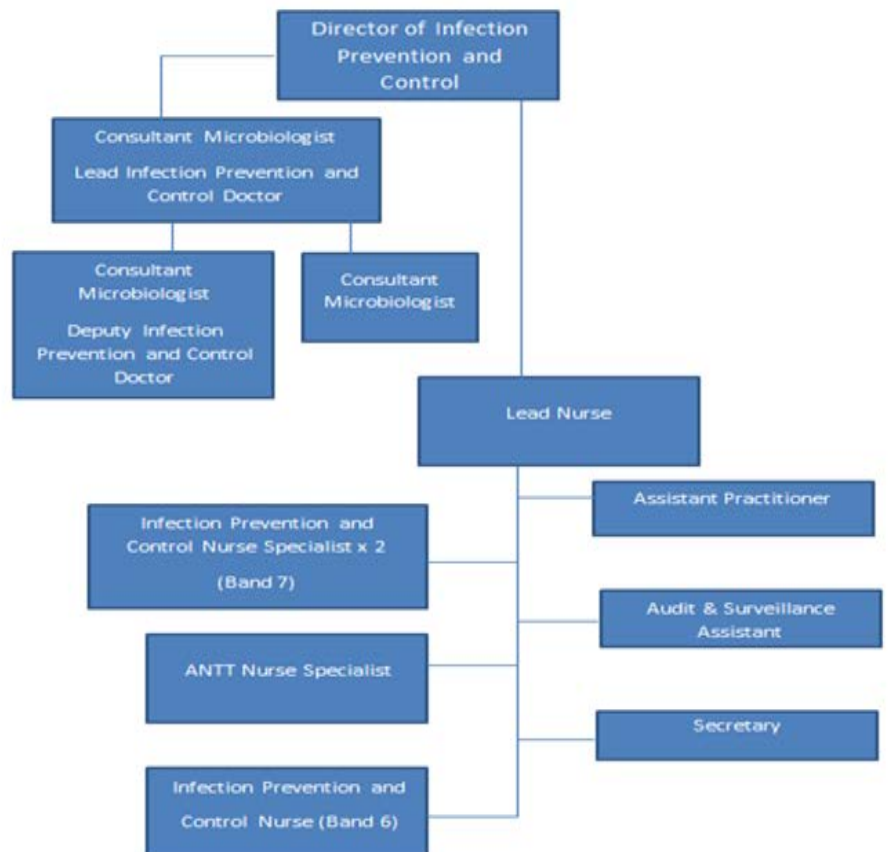 Director of Infection
Prevention and
Control
Consultant Microbiologist
Lead Infection Prevention and
Control Doctor
Consultant
Microbiologist
Deputy Infection
Prevention and Control
Doctor
Consultant
Microbiologist
Lead Nurse
Assistant Practitioner
Infection Prevention and
Control Nurse Specialist x 2
(Band 7)
Audit & Surveillance
Assistant
ANTT Nurse Specialist
Secretary
Infection Prevention and
Control Nurse (Band 6)